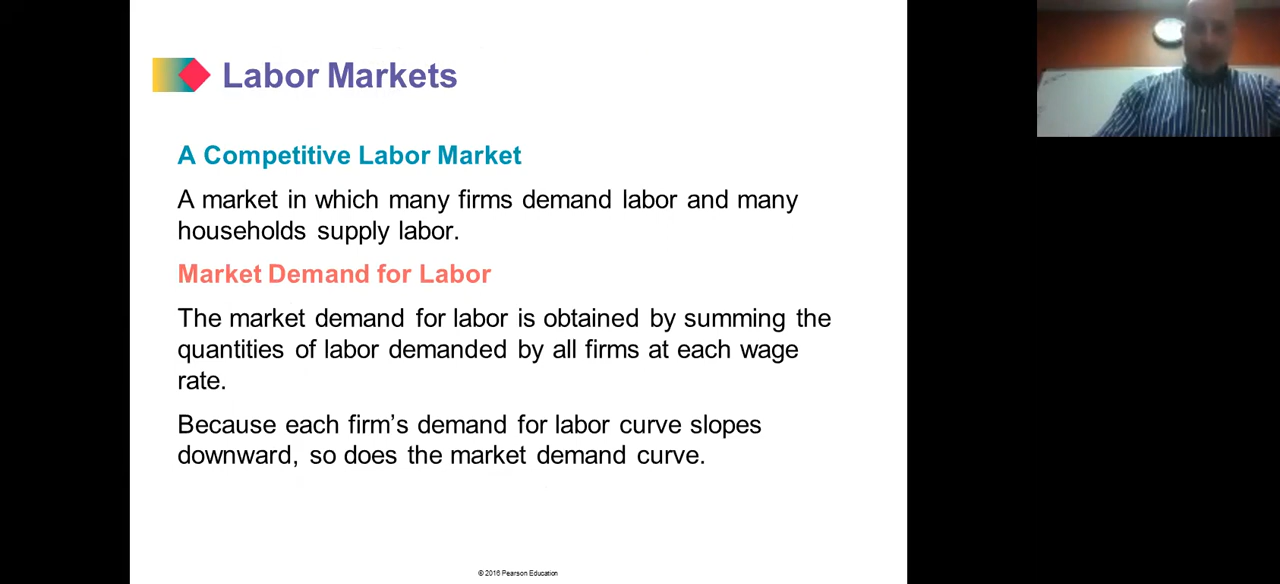 Labor Markets
A Competitive Labor Market
A market in which many firms demand labor and many
households supply labor.
Market Demand for Labor
The market demand for labor is obtained by summing the
quantities of labor demanded by all firms at each wage
rate.
Because each firm’s demand for labor curve slopes
downward, so does the market demand curve.
© 2016 Pearson Education